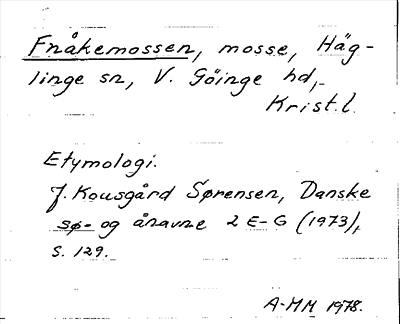 Fnåkemossen, mosse, Häg-
linge sn, V. Göinge hd,
Krist.l.
Etymologi.
J. Kousgård Sørensen, Danske
sø- og ånavne 2 E-G (1973),
s. 129.
A-MM 1978.